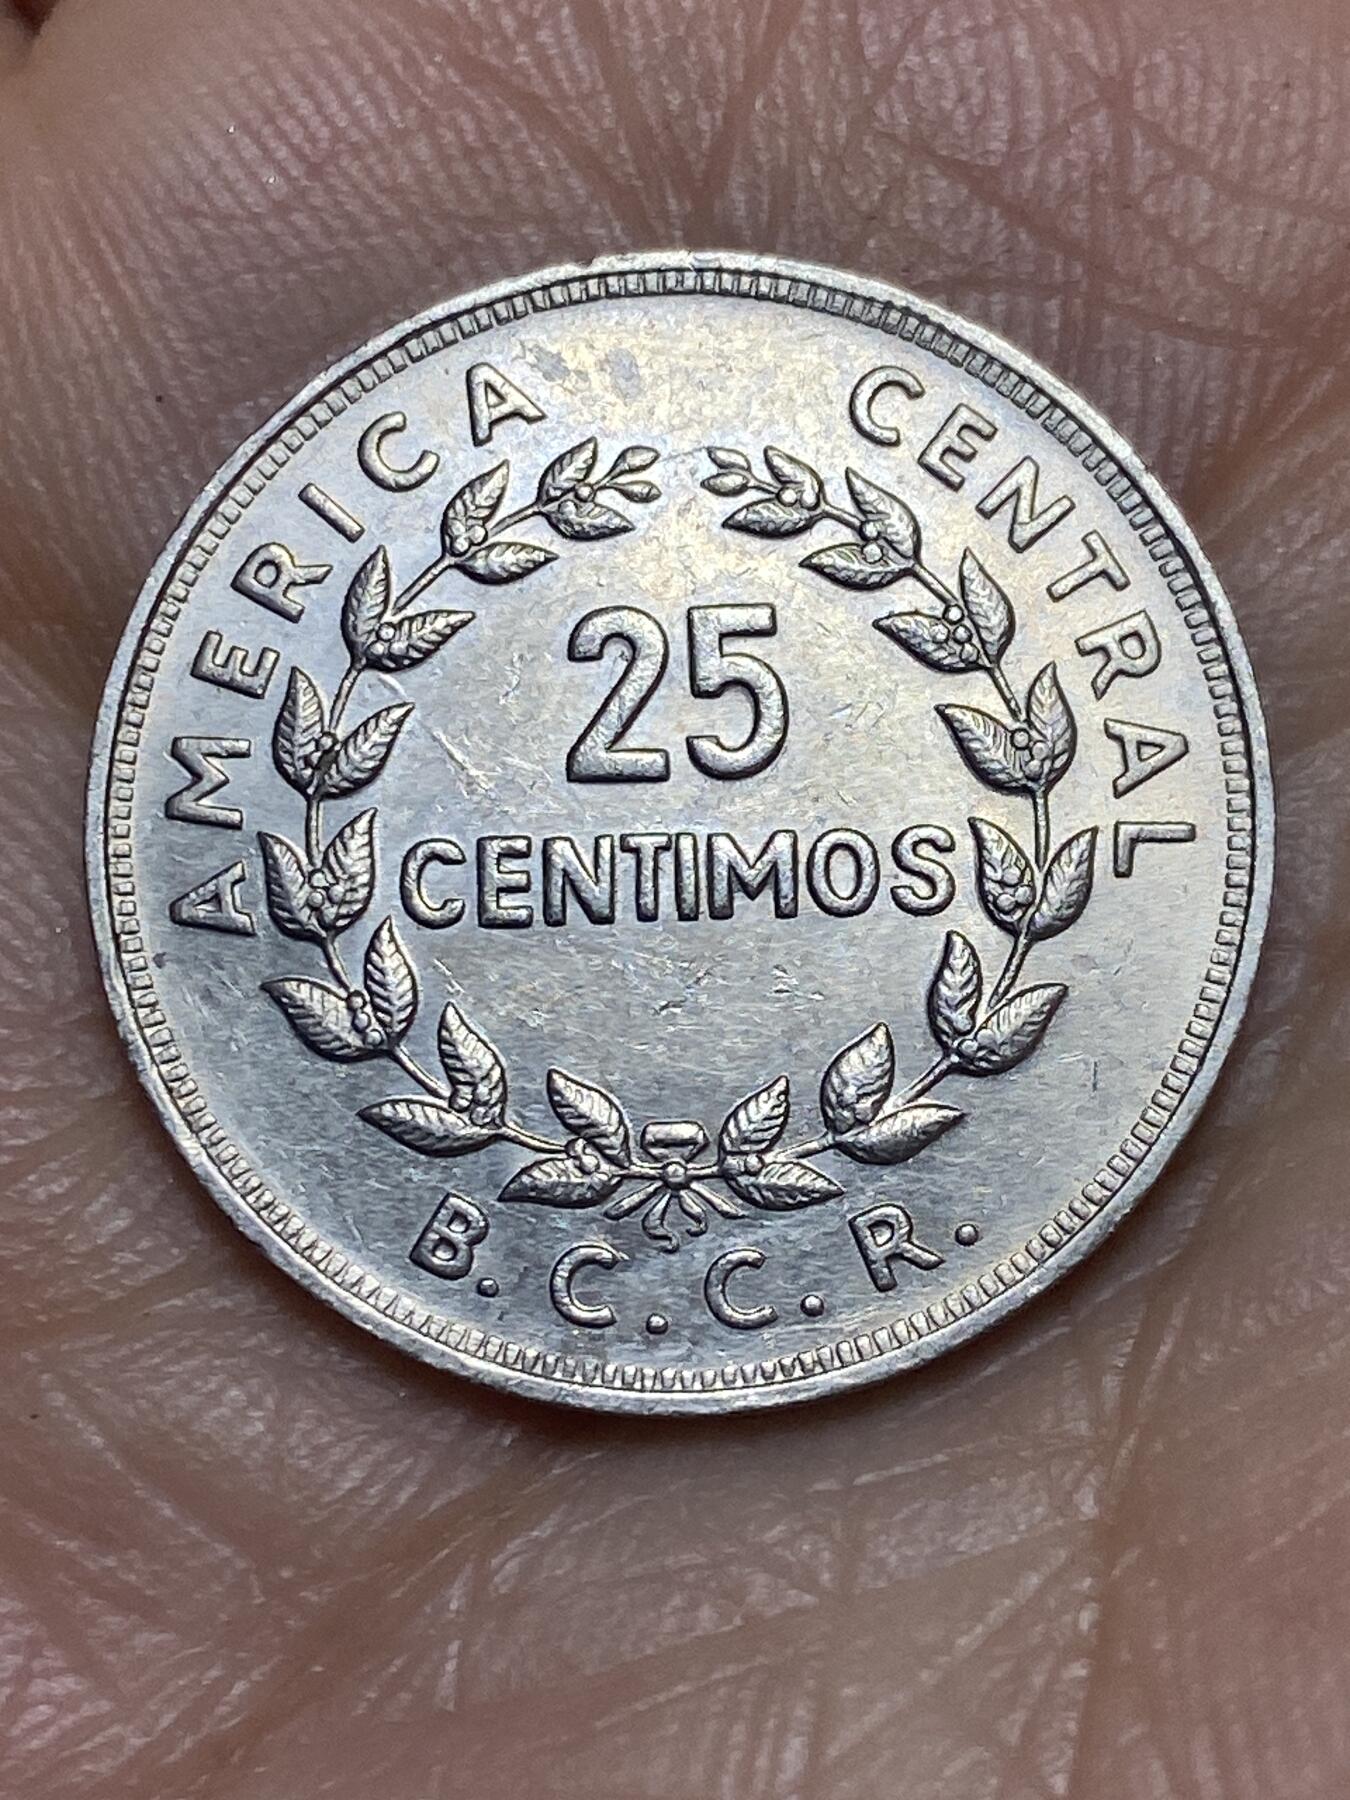 AMERICA CENTRAL
25
CENTIMOS
B. C. C. R.